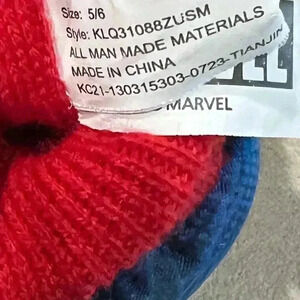 Size: 5/6
Style: KLQ31088ZUSM
ALL MAN MADE MATERIALS
MADE IN CHINA
KC21-130315303-0723-TIANJIN
MARVEL